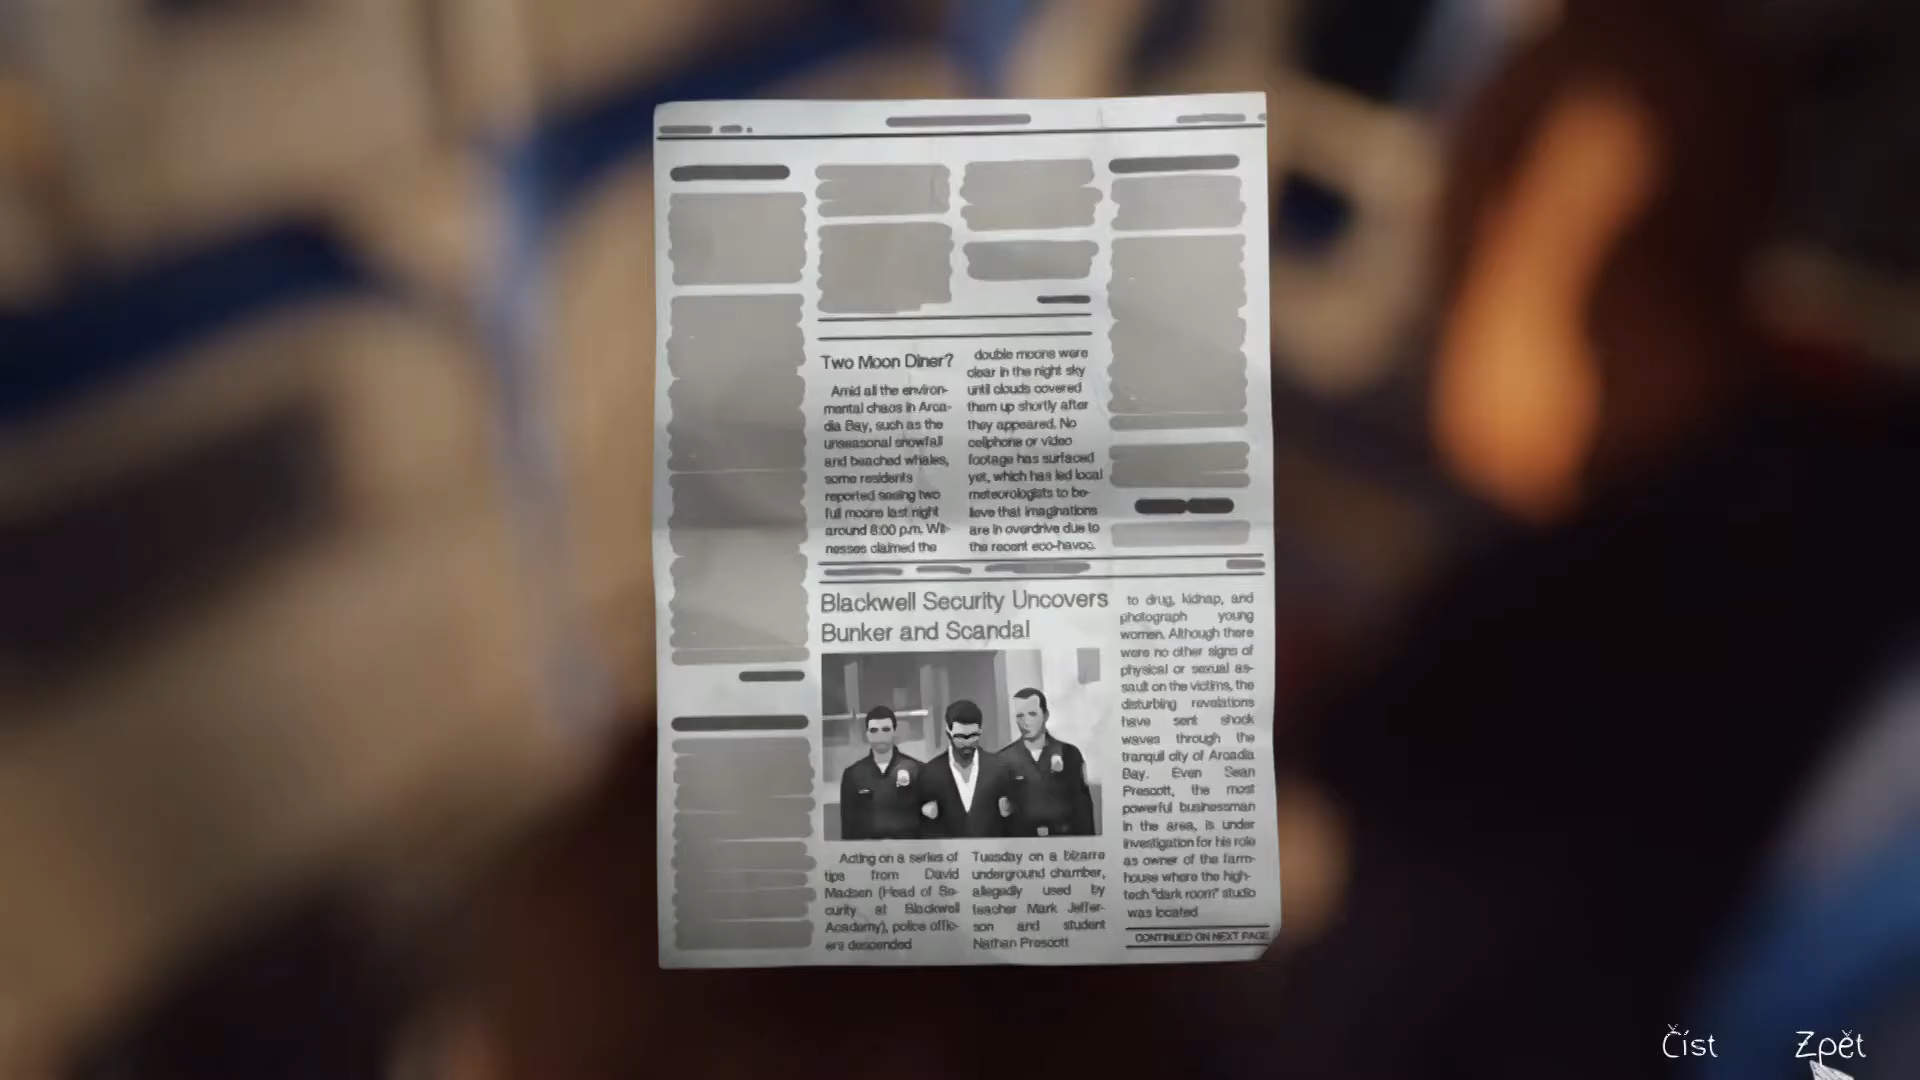 Two Moon Diner?
Amid all the environ-
mental chaos in Arca-
dia Bay, such as the
unseasonal snowfall
and beached whales,
some residents
reported seeing two
full moons last night
around 8:00 p.m. Wit-
nesses claimed the
double moons were
clear in the night sky
until clouds covered
them up shortly after
they appeared. No
cellphone or video
footage has surfaced
yet, which has led local
meteorologists to be-
lieve that imaginations
are in overdrive due to
the recent eco-havoc.
Blackwell Security Uncovers
Bunker and Scandal
Acting on a series of
tips from David
Madsen (Head of Se-
curity at Blackwell
Academy), police offic-
ers descended
Tuesday on a bizarre
underground chamber,
allegedly used by
teacher Mark Jeffer-
son and student
Nathan Prescott
to drug, kidnap, and
photograph young
women. Although there
were no other signs of
physical or sexual as-
sault on the victims, the
disturbing revelations
have sent shock
waves through the
tranquil city of Arcadia
Bay. Even Sean
Prescott, the most
powerful businessman
in the area, is under
investigation for his role
as owner of the farm-
house where the high-
tech "dark room" studio
was located
CONTINUED ON NEXT PAGE
Číst
Zpět